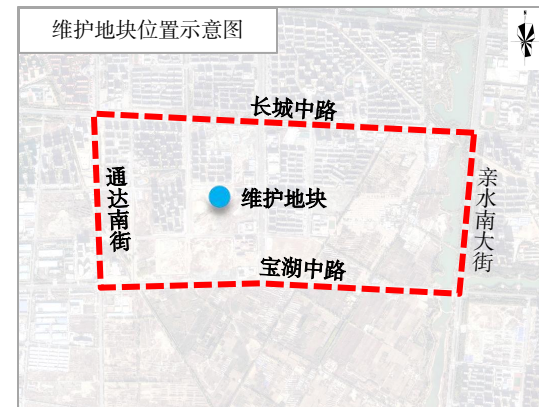 维护地块位置示意图
N
长城中路
通达南街
维护地块
亲水南大街
宝湖中路